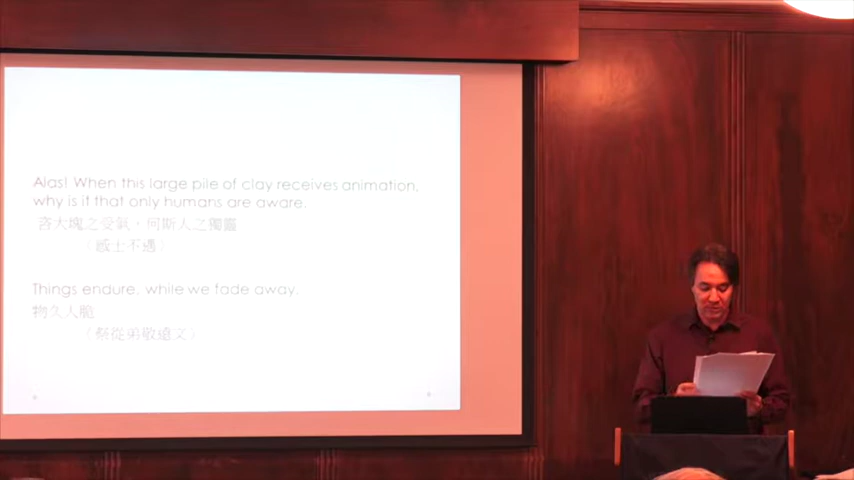 Alas! When this large pile of clay receives animation,
why is it that only humans are aware.
咨大塊之受氣，何斯人之獨靈
〈感士不遇〉
Things endure, while we fade away.
物久人脆
〈祭從弟敬遠文〉